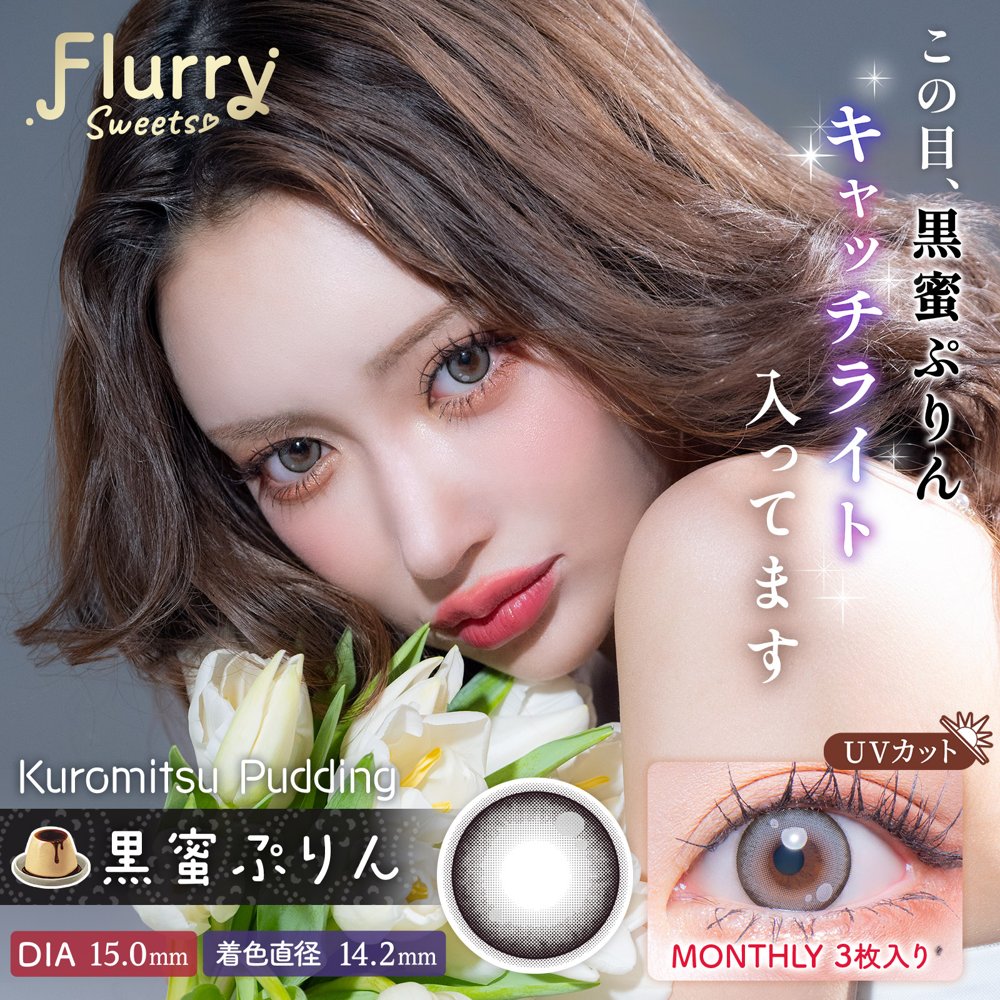 Flurry
Sweets
この目、黒蜜ぷりん
キャッチライト
入ってます
Kuromitsu Pudding
黒蜜ぷりん
DIA 15.0mm
着色直径 14.2mm
UVカット
MONTHLY 3枚入り